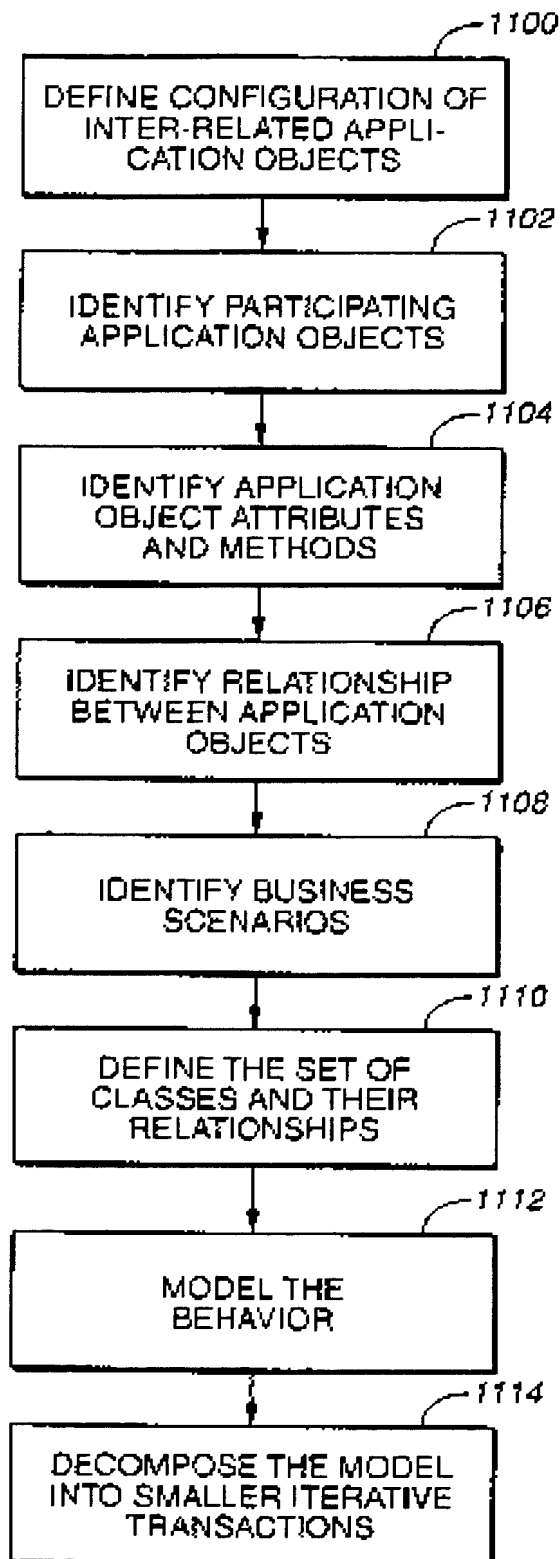 1100
DEFINE CONFIGURATION OF
INTER-RELATED APPLI-
CATION OBJECTS
1102
IDENTIFY PARTICIPATING
APPLICATION OBJECTS
1104
IDENTIFY APPLICATION
OBJECT ATTRIBUTES
AND METHODS
1106
IDENTIFY RELATIONSHIP
BETWEEN APPLICATION
OBJECTS
1108
IDENTIFY BUSINESS
SCENARIOS
1110
DEFINE THE SET OF
CLASSES AND THEIR
RELATIONSHIPS
1112
MODEL THE
BEHAVIOR
1114
DECOMPOSE THE MODEL
INTO SMALLER ITERATIVE
TRANSACTIONS